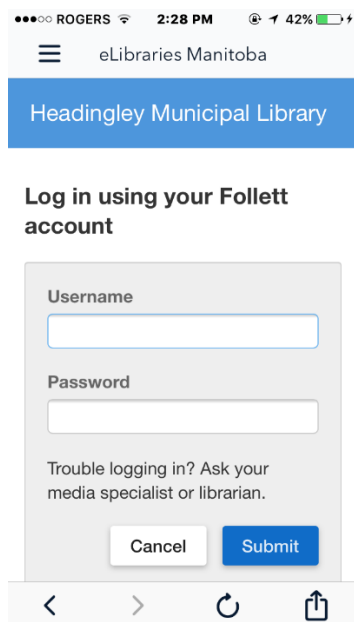 ROGERS 2:28 PM 42%
eLibraries Manitoba
Headingley Municipal Library
Log in using your Follett
account
Username
Password
Trouble logging in? Ask your
media specialist or librarian.
Cancel Submit